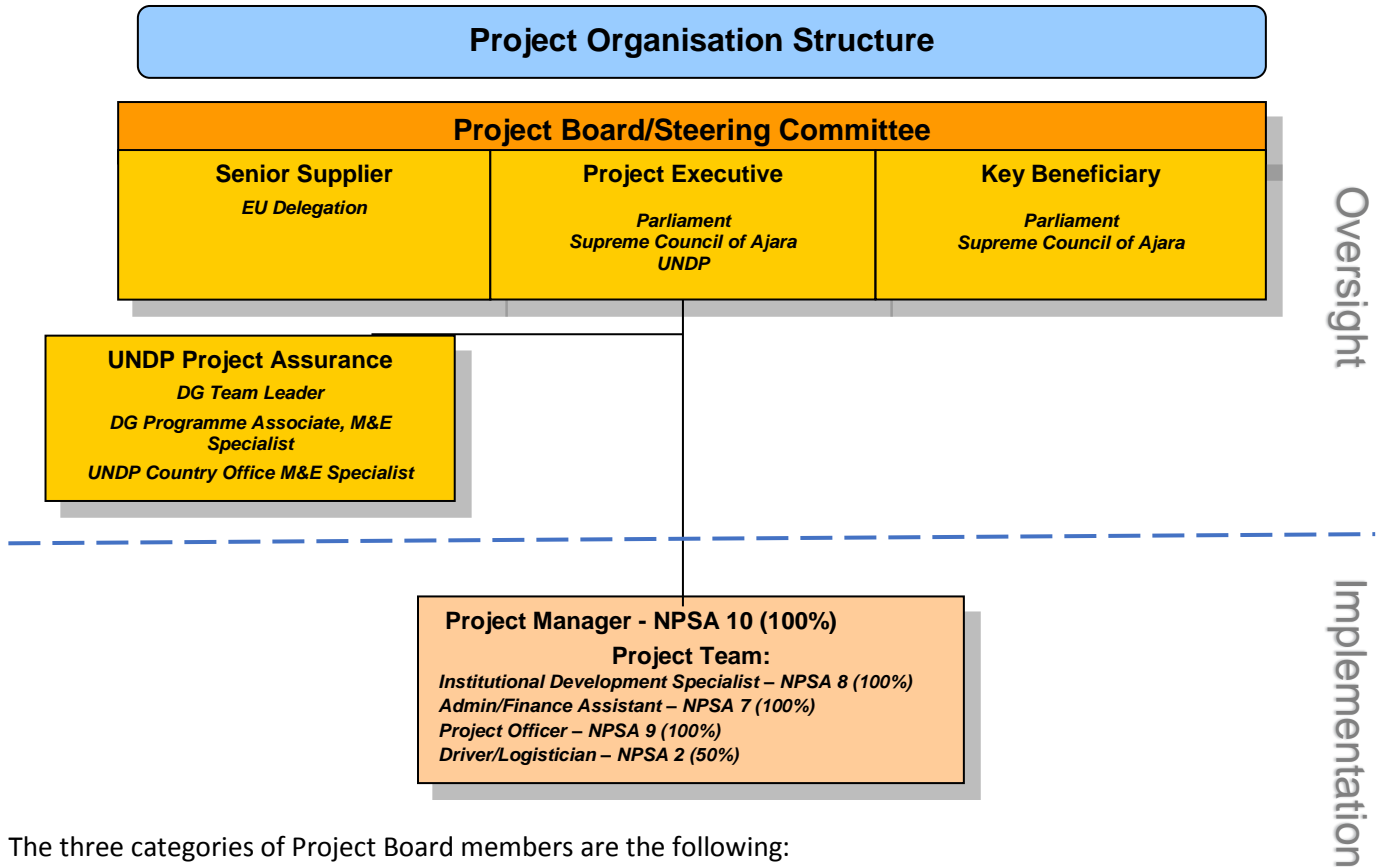 Project Organisation Structure
Project Board/Steering Committee
Senior Supplier
EU Delegation
Project Executive
Parliament
Supreme Council of Ajara
UNDP
Key Beneficiary
Parliament
Supreme Council of Ajara
Oversight
UNDP Project Assurance
DG Team Leader
DG Programme Associate, M&E
Specialist
UNDP Country Office M&E Specialist
Implementation
Project Manager - NPSA 10 (100%)
Project Team:
Institutional Development Specialist – NPSA 8 (100%)
Admin/Finance Assistant – NPSA 7 (100%)
Project Officer – NPSA 9 (100%)
Driver/Logistician – NPSA 2 (50%)
The three categories of Project Board members are the following: